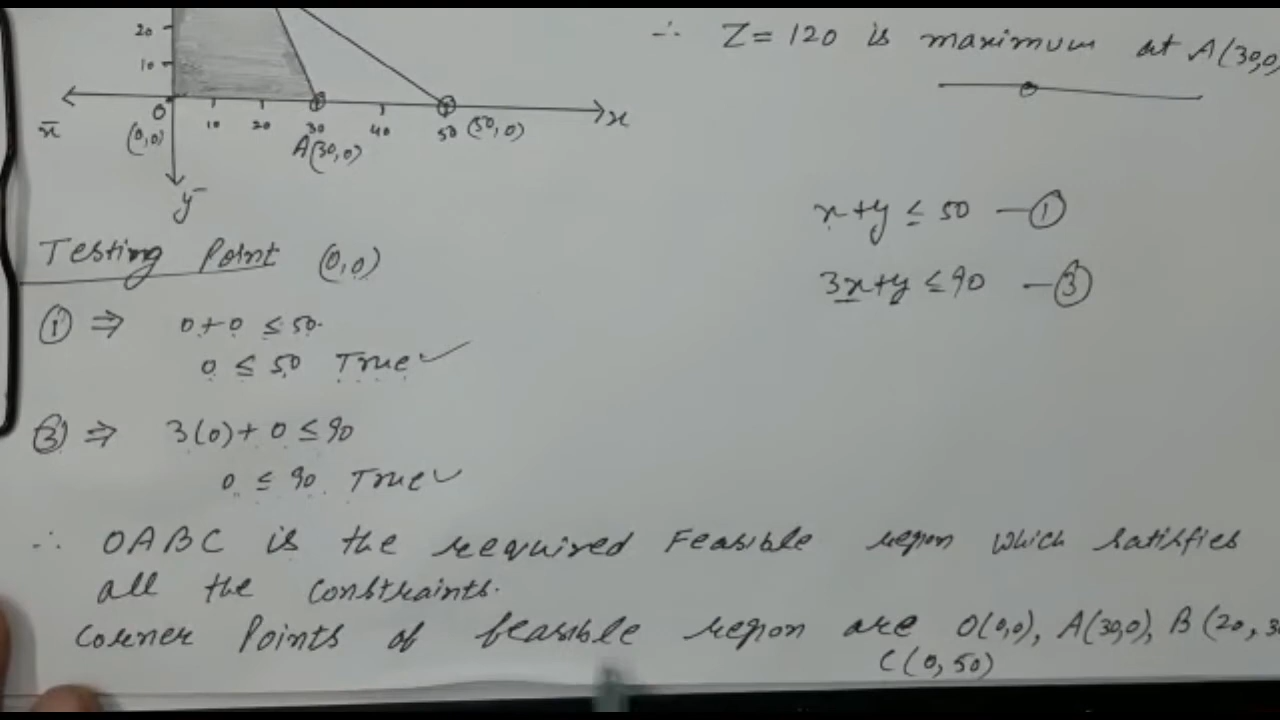 20
10
O
(0,0)
10 20 30 40 50 (50,0)
A(30,0)
x̄
x
y⁻
∴ Z = 120 is maximum at A(30,0)
x+y ≤ 50 — ①
3x+y ≤ 90 — ③
Testing Point (0,0)
① ⇒ 0+0 ≤ 50.
0 ≤ 50 True ✓
③ ⇒ 3(0)+ 0 ≤ 90
0 ≤ 90 True ✓
∴ OABC is the required Feasible region which satisfies
all the constraints.
Corner Points of feasible region are O(0,0), A(30,0), B(20, 3
C(0,50)